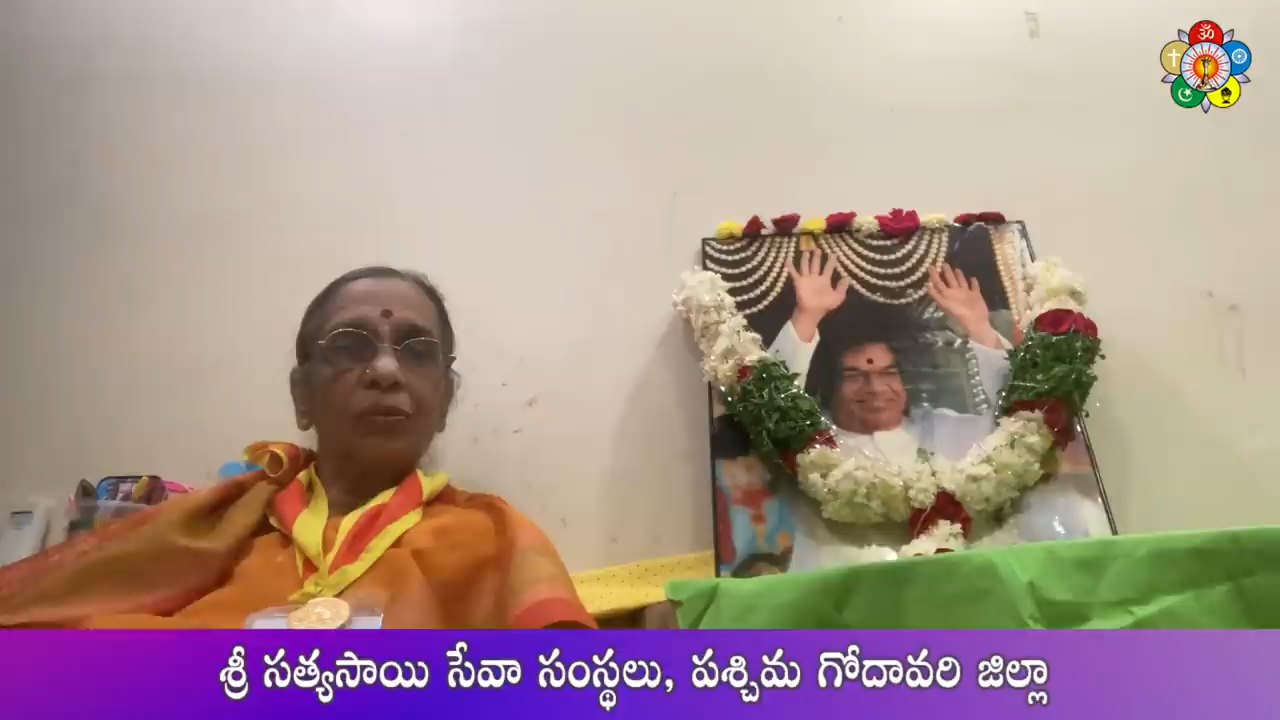 ॐ
శ్రీ సత్యసాయి సేవా సంస్థలు, పశ్చిమ గోదావరి జిల్లా